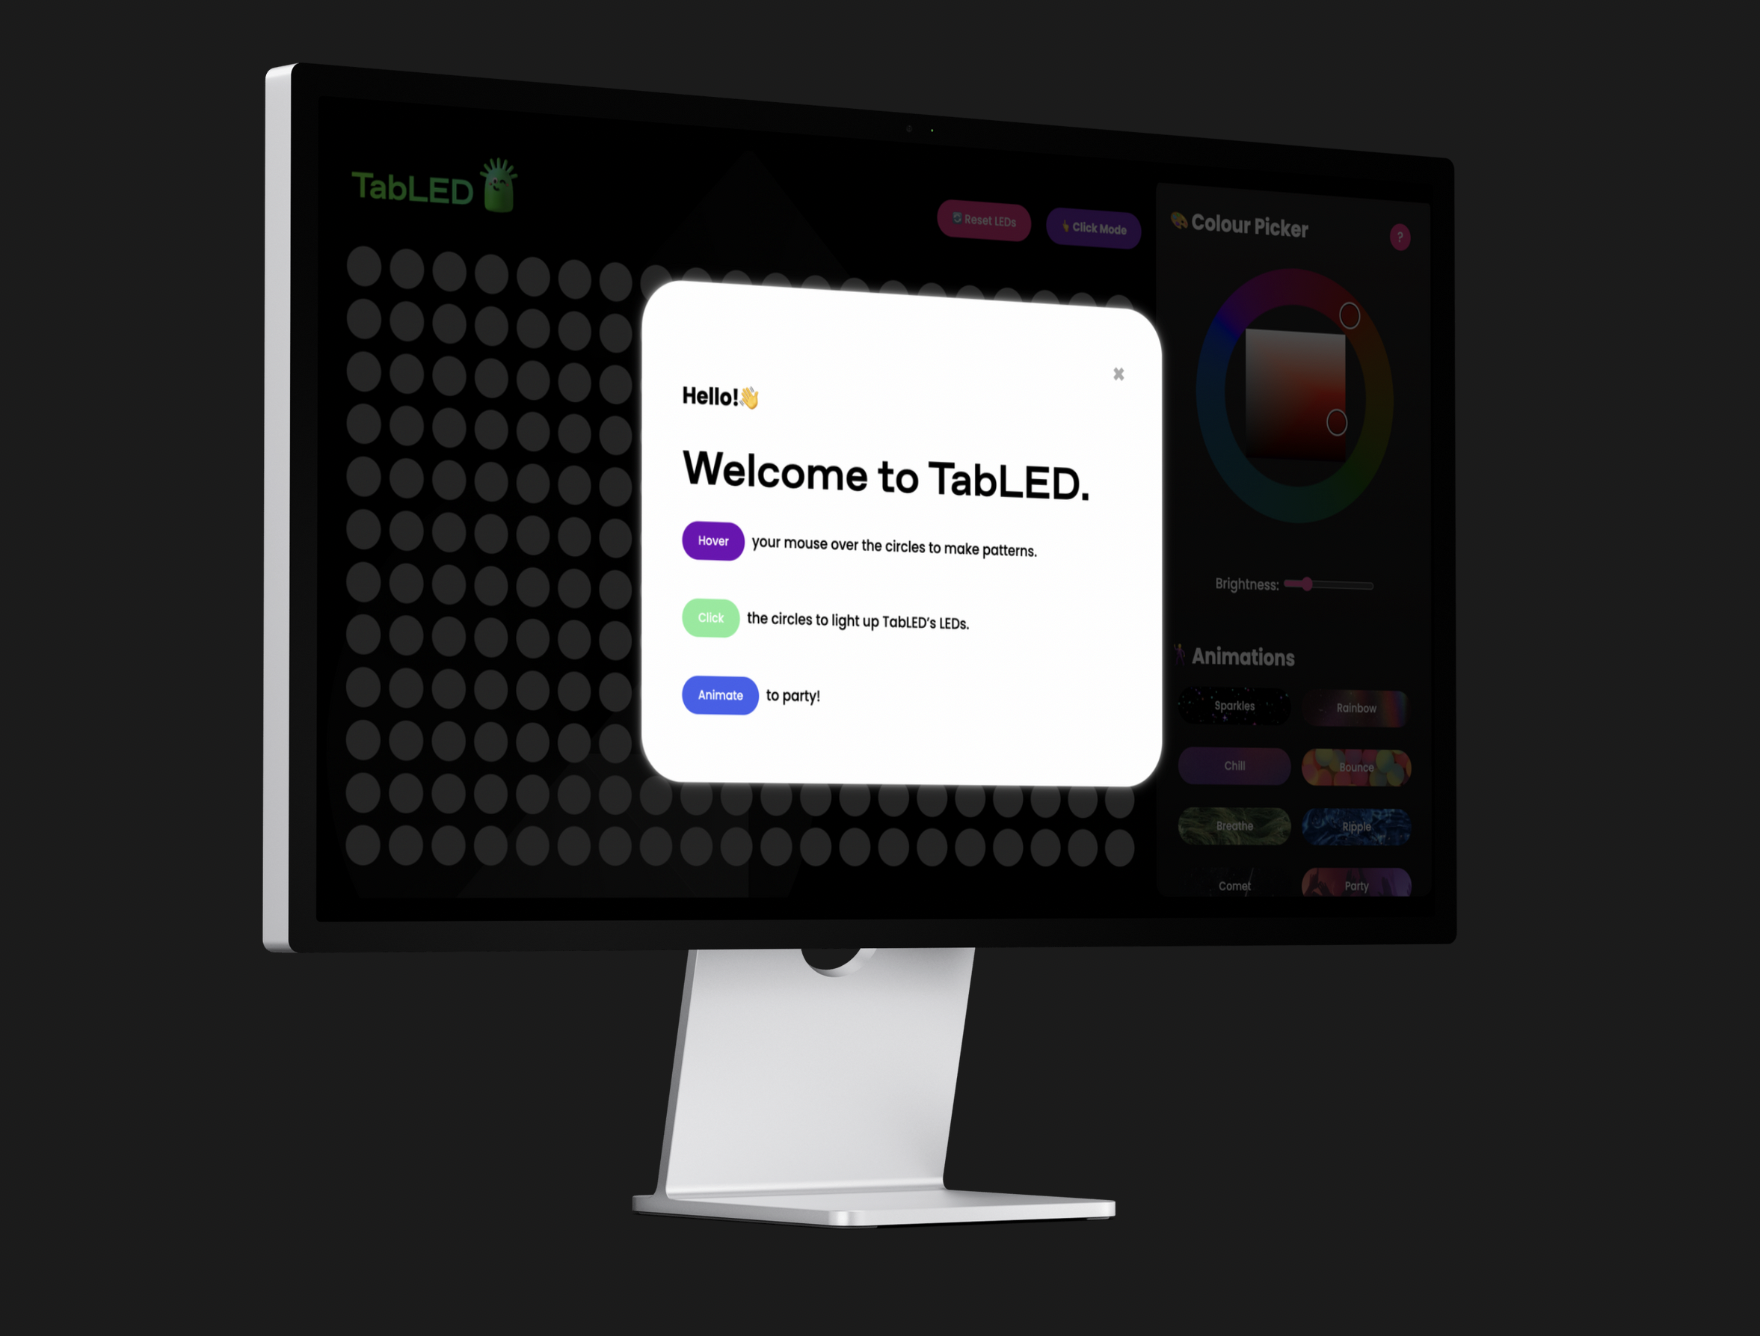 TabLED
Reset LEDs
Click Mode
Colour Picker
?
Hello!👋
Welcome to TabLED.
Hover your mouse over the circles to make patterns.
Click the circles to light up TabLED's LEDs.
Animate to party!
Brightness:
Animations
Sparkles
Rainbow
Chill
Bounce
Breathe
Ripple
Comet
Party